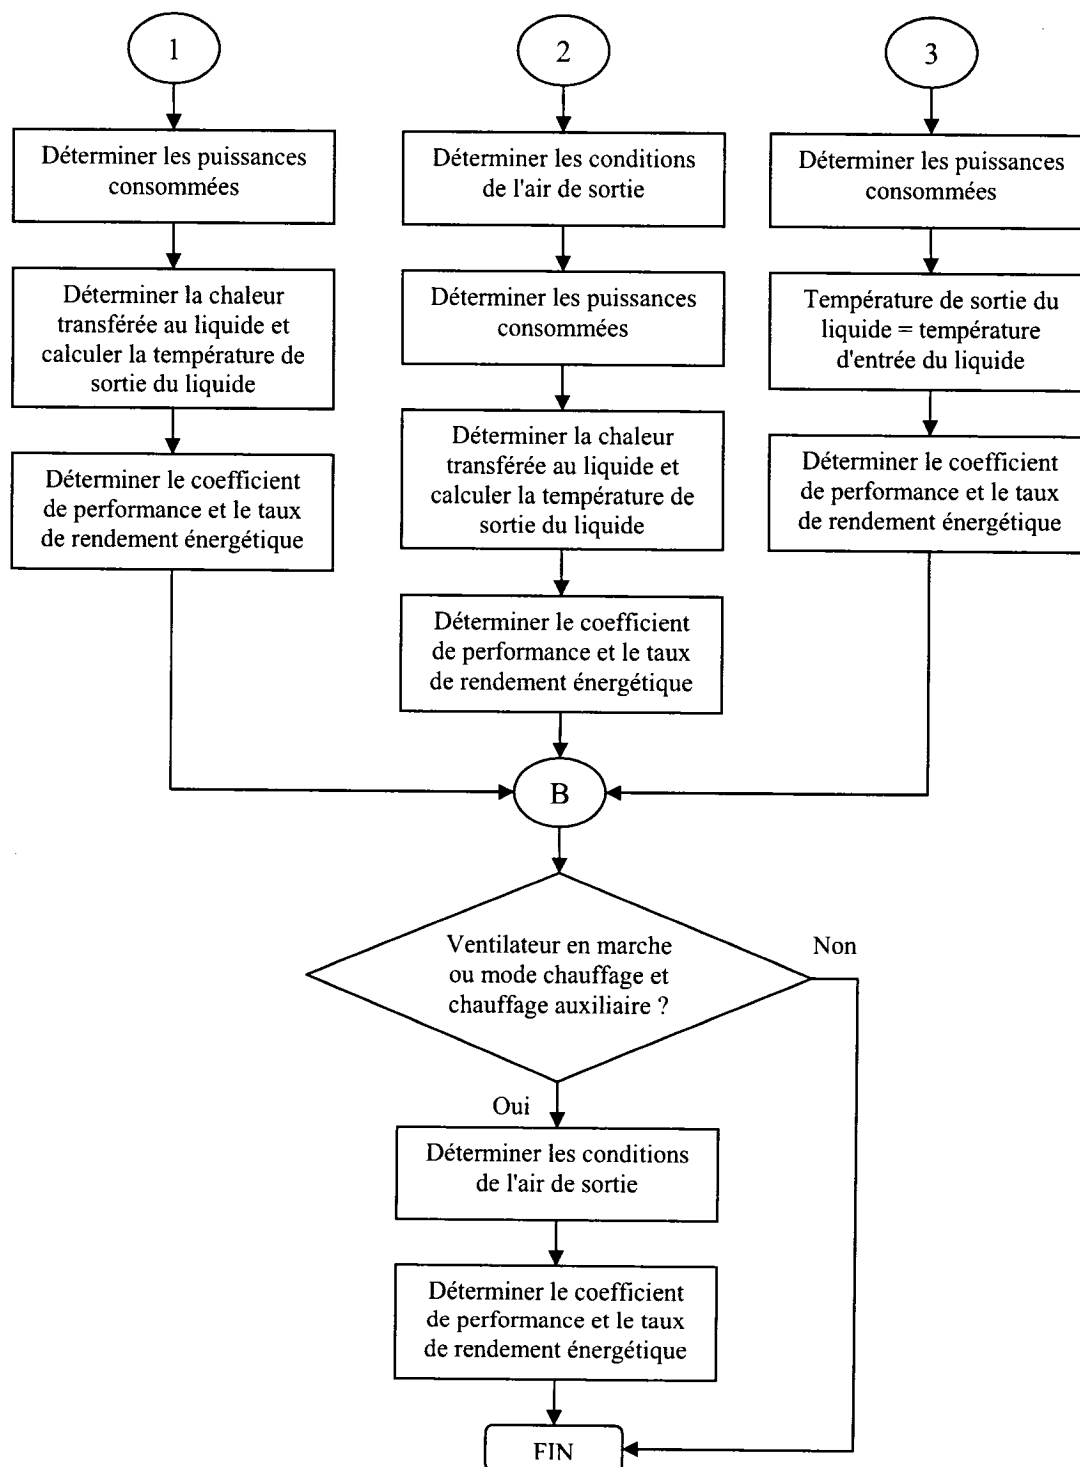 1
Déterminer les puissances
consommées
Déterminer la chaleur
transférée au liquide et
calculer la température de
sortie du liquide
Déterminer le coefficient
de performance et le taux
de rendement énergétique
2
Déterminer les conditions
de l'air de sortie
Déterminer les puissances
consommées
Déterminer la chaleur
transférée au liquide et
calculer la température de
sortie du liquide
Déterminer le coefficient
de performance et le taux
de rendement énergétique
3
Déterminer les puissances
consommées
Température de sortie du
liquide = température
d'entrée du liquide
Déterminer le coefficient
de performance et le taux
de rendement énergétique
B
Ventilateur en marche
ou mode chauffage et
chauffage auxiliaire ?
Non
Oui
Déterminer les conditions
de l'air de sortie
Déterminer le coefficient
de performance et le taux
de rendement énergétique
FIN